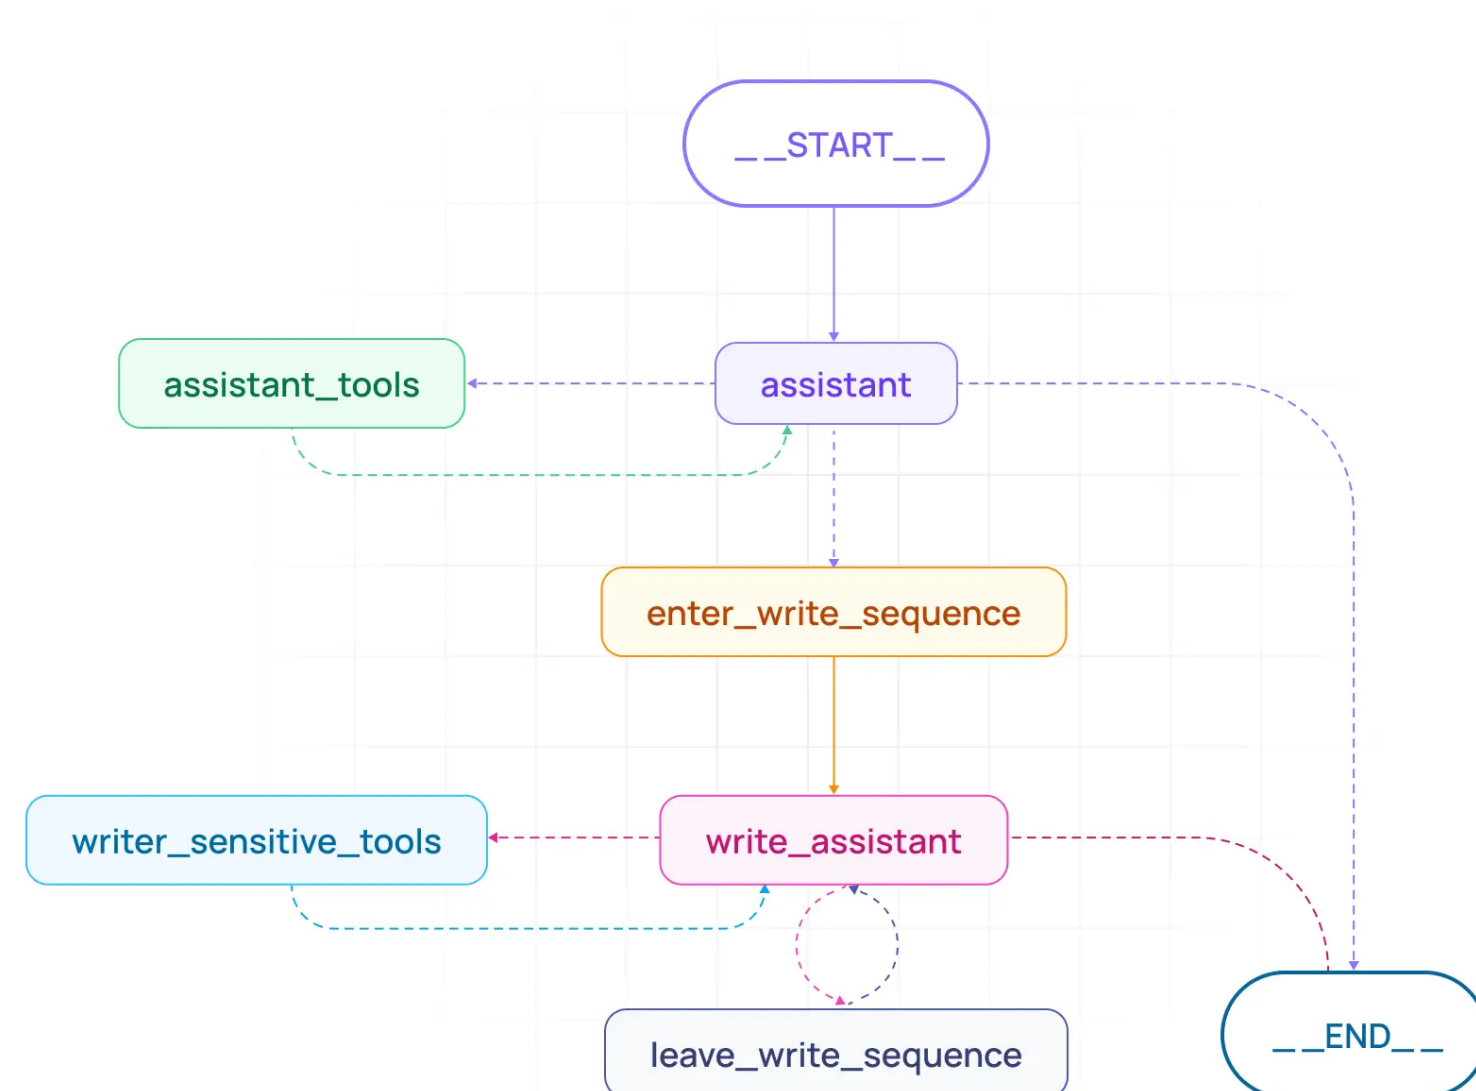 __START__
assistant_tools
assistant
enter_write_sequence
writer_sensitive_tools
write_assistant
leave_write_sequence
__END__